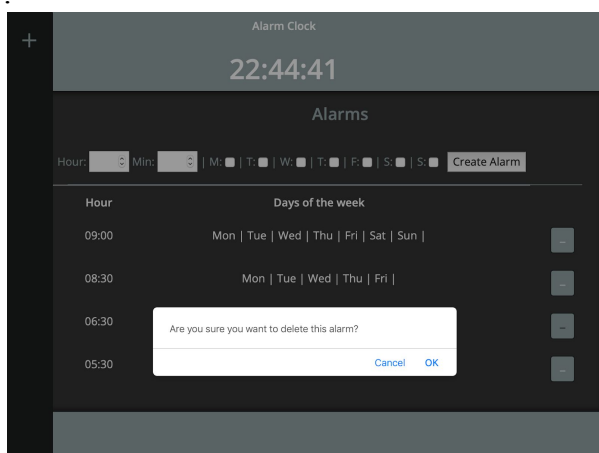 +
Alarm Clock
22:44:41
Alarms
Hour: Min: | M: | T: | W: | T: | F: | S: | S: Create Alarm
Hour Days of the week
09:00 Mon | Tue | Wed | Thu | Fri | Sat | Sun | -
08:30 Mon | Tue | Wed | Thu | Fri | -
06:30 -
Are you sure you want to delete this alarm?
05:30 -
Cancel OK